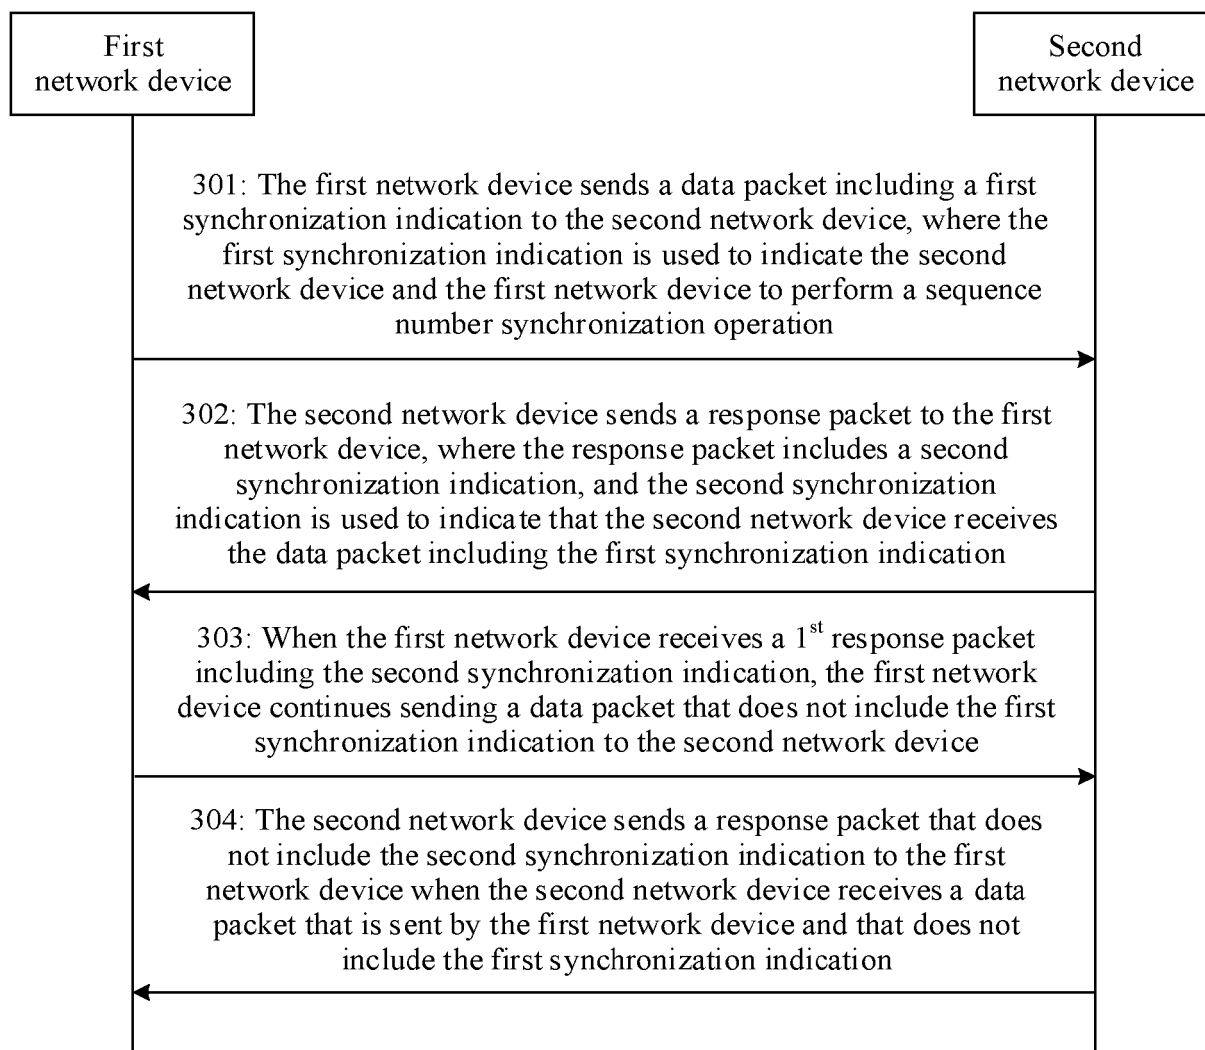 First
network device
Second
network device
301: The first network device sends a data packet including a first
synchronization indication to the second network device, where the
first synchronization indication is used to indicate the second
network device and the first network device to perform a sequence
number synchronization operation
302: The second network device sends a response packet to the first
network device, where the response packet includes a second
synchronization indication, and the second synchronization
indication is used to indicate that the second network device receives
the data packet including the first synchronization indication
303: When the first network device receives a 1st response packet
including the second synchronization indication, the first network
device continues sending a data packet that does not include the first
synchronization indication to the second network device
304: The second network device sends a response packet that does
not include the second synchronization indication to the first
network device when the second network device receives a data
packet that is sent by the first network device and that does not
include the first synchronization indication